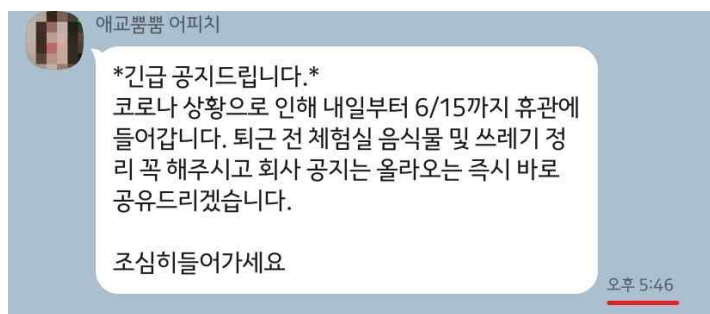 애교뿜뿜 어피치
*긴급 공지드립니다.*
코로나 상황으로 인해 내일부터 6/15까지 휴관에
들어갑니다. 퇴근 전 체험실 음식물 및 쓰레기 정
리 꼭 해주시고 회사 공지는 올라오는 즉시 바로
공유드리겠습니다.
조심히들어가세요
오후 5:46